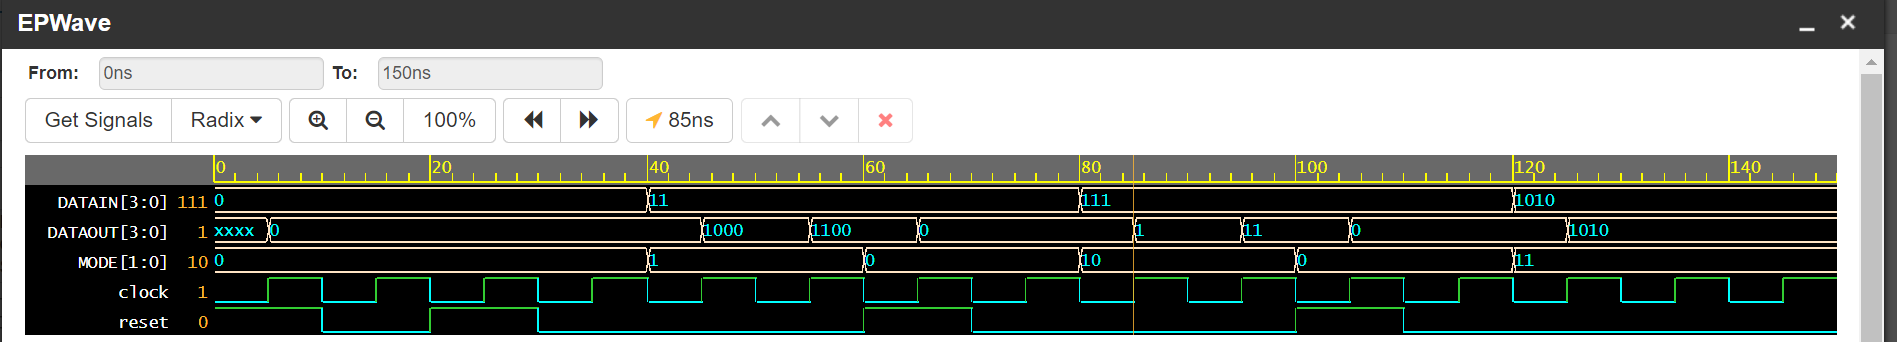 EPWave
From: 0ns To: 150ns
Get Signals Radix 100% 85ns
0 20 40 60 80 100 120 140
DATAIN[3:0] 111 0 11 111 1010
DATAOUT[3:0] 1 xxxx 0 1000 1100 0 1 11 0 1010
MODE[1:0] 10 0 1 0 10 0 11
clock 1
reset 0